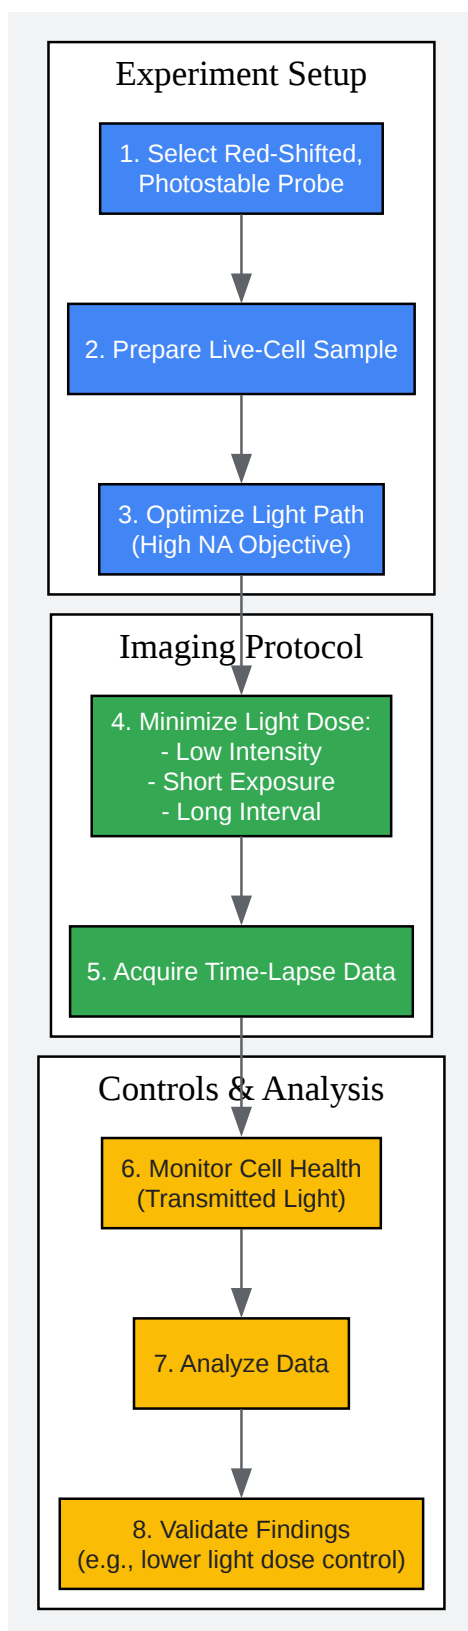 Experiment Setup
1. Select Red-Shifted,
Photostable Probe
2. Prepare Live-Cell Sample
3. Optimize Light Path
(High NA Objective)
Imaging Protocol
4. Minimize Light Dose:
- Low Intensity
- Short Exposure
- Long Interval
5. Acquire Time-Lapse Data
Controls & Analysis
6. Monitor Cell Health
(Transmitted Light)
7. Analyze Data
8. Validate Findings
(e.g., lower light dose control)